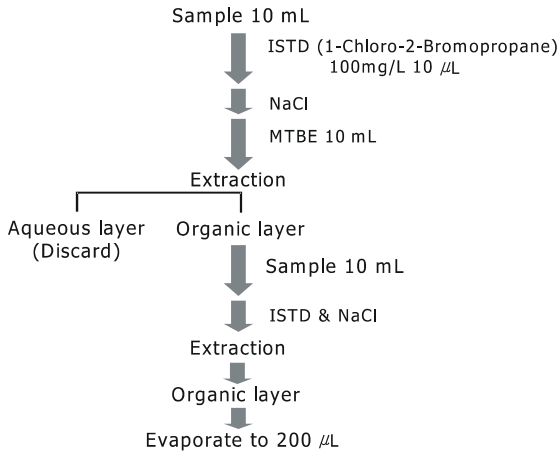 Sample 10 mL
ISTD (1-Chloro-2-Bromopropane)
100mg/L 10 μL
NaCl
MTBE 10 mL
Extraction
Aqueous layer
(Discard)
Organic layer
Sample 10 mL
ISTD & NaCl
Extraction
Organic layer
Evaporate to 200 μL